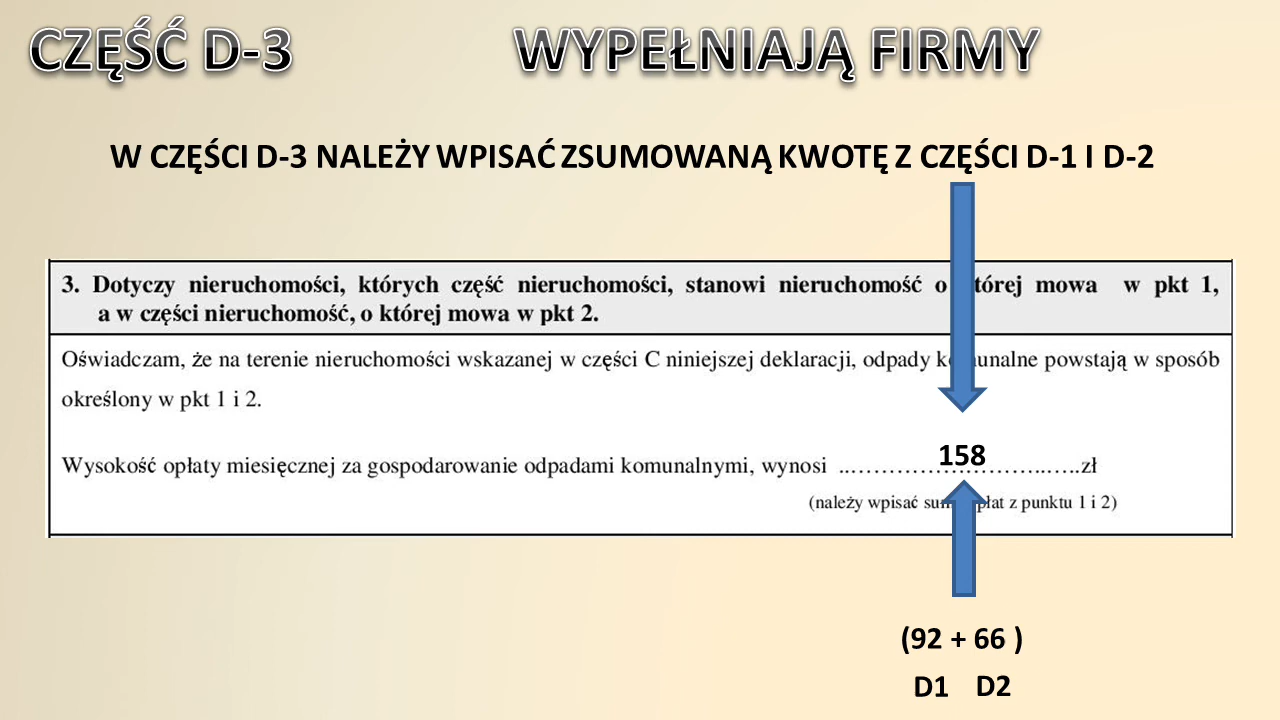 CZĘŚĆ D-3 WYPEŁNIAJĄ FIRMY
W CZĘŚCI D-3 NALEŻY WPISAĆ ZSUMOWANĄ KWOTĘ Z CZĘŚCI D-1 I D-2
3. Dotyczy nieruchomości, których część nieruchomości, stanowi nieruchomość o której mowa w pkt 1,
a w części nieruchomość, o której mowa w pkt 2.
Oświadczam, że na terenie nieruchomości wskazanej w części C niniejszej deklaracji, odpady komunalne powstają w sposób
określony w pkt 1 i 2.
158
Wysokość opłaty miesięcznej za gospodarowanie odpadami komunalnymi, wynosi ..……………………..…..zł
(należy wpisać sumę opłat z punktu 1 i 2)
(92 + 66 )
D1 D2